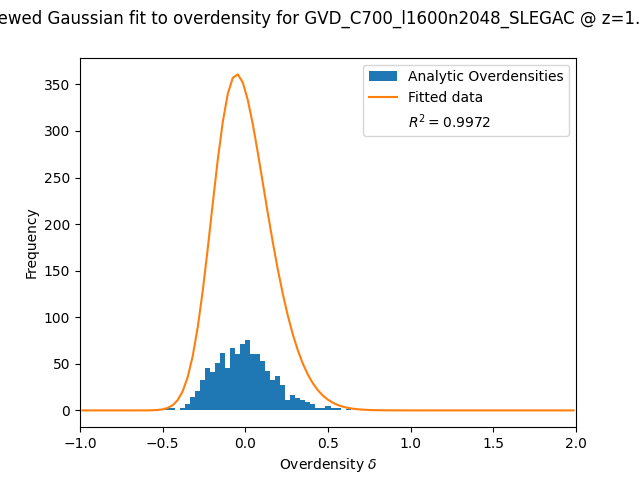 ewed Gaussian fit to overdensity for GVD_C700_l1600n2048_SLEGAC @ z=1.
Analytic Overdensities
Fitted data
R² = 0.9972
Frequency
350
300
250
200
150
100
50
0
−1.0 −0.5 0.0 0.5 1.0 1.5 2.0
Overdensity δ